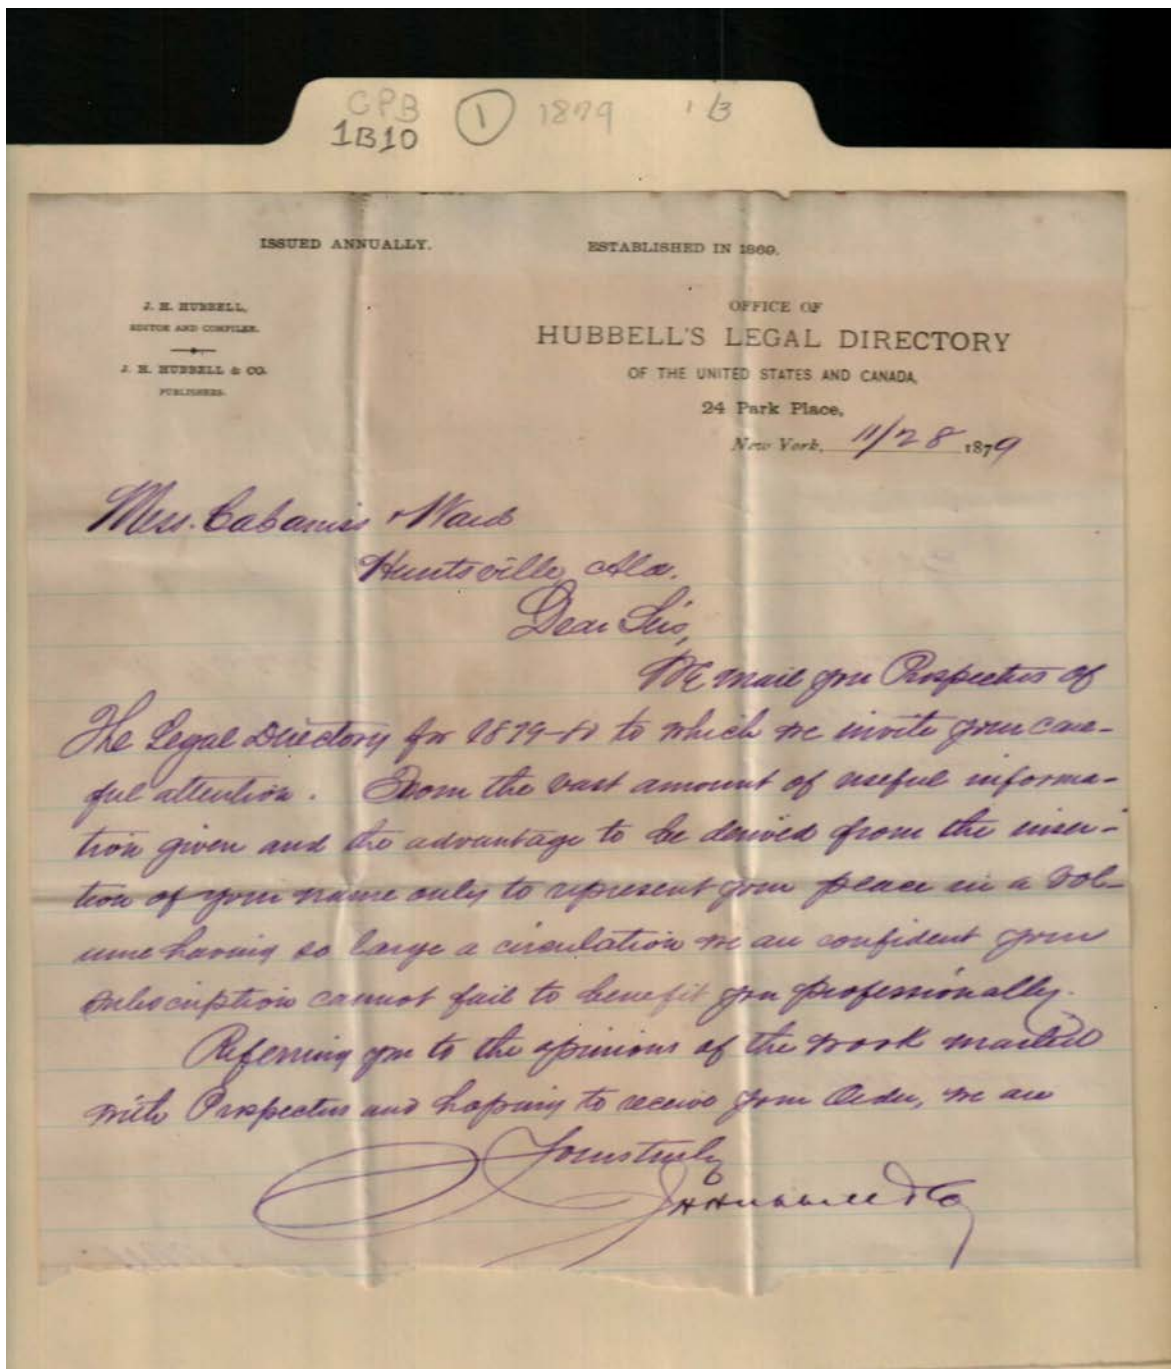 CPB ① 1879 1/3
1B10
ISSUED ANNUALLY. ESTABLISHED IN 1869.
J. H. HUBBELL,
EDITOR AND COMPILER.
J. H. HUBBELL & CO.
PUBLISHERS.
OFFICE OF
HUBBELL'S LEGAL DIRECTORY
OF THE UNITED STATES AND CANADA,
24 Park Place,
New York, 11/28 1879
Mess. Cabaniss & Ward
Huntsville, Ala.
Dear Sirs,
We mail you Prospectus of
The Legal Directory for 1879-80 to which we invite your care-
ful attention. From the vast amount of useful informa-
tion given and the advantage to be derived from the inser-
tion of your name only to represent your place in a vol-
ume having so large a circulation we are confident your
subscription cannot fail to benefit you professionally.
Referring you to the opinions of the work mailed
with Prospectus and hoping to receive your Order, we are
Yours truly
J H Hubbell & Co